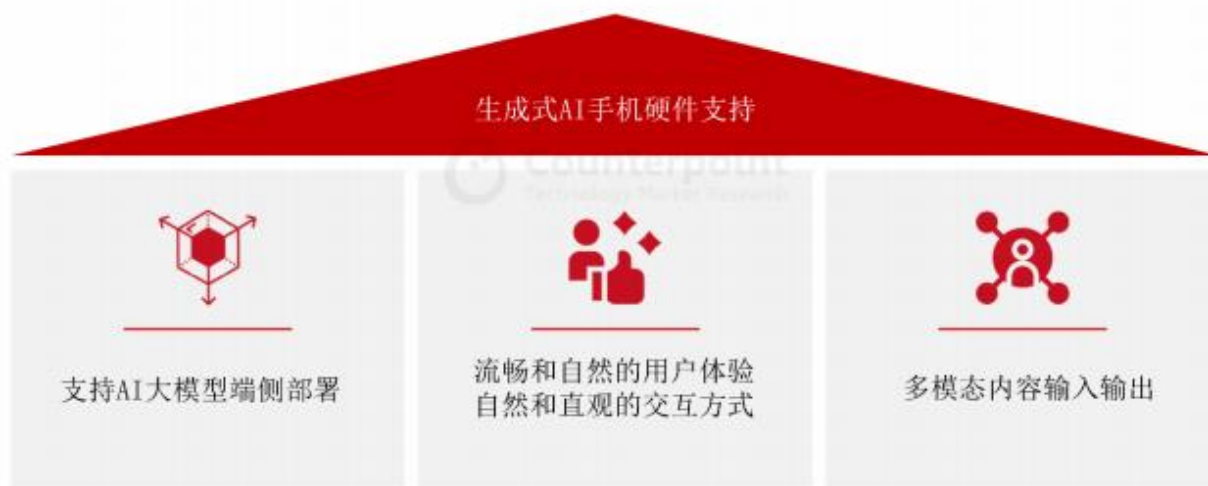 生成式AI手机硬件支持
Counterpoint
Technology Market Research
支持AI大模型端侧部署
流畅和自然的用户体验
自然和直观的交互方式
多模态内容输入输出